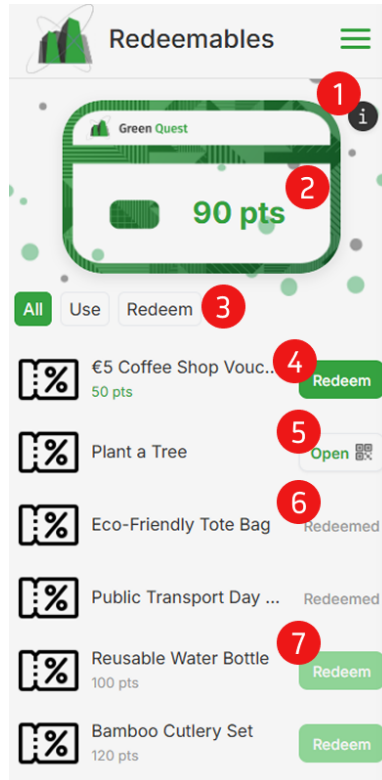 Redeemables
1
i
Green Quest
2
90 pts
All Use Redeem 3
€5 Coffee Shop Vouc.. 4
50 pts
Redeem
5
Plant a Tree Open
6
Eco-Friendly Tote Bag Redeemed
Public Transport Day ... Redeemed
7
Reusable Water Bottle
100 pts
Redeem
Bamboo Cutlery Set
120 pts
Redeem